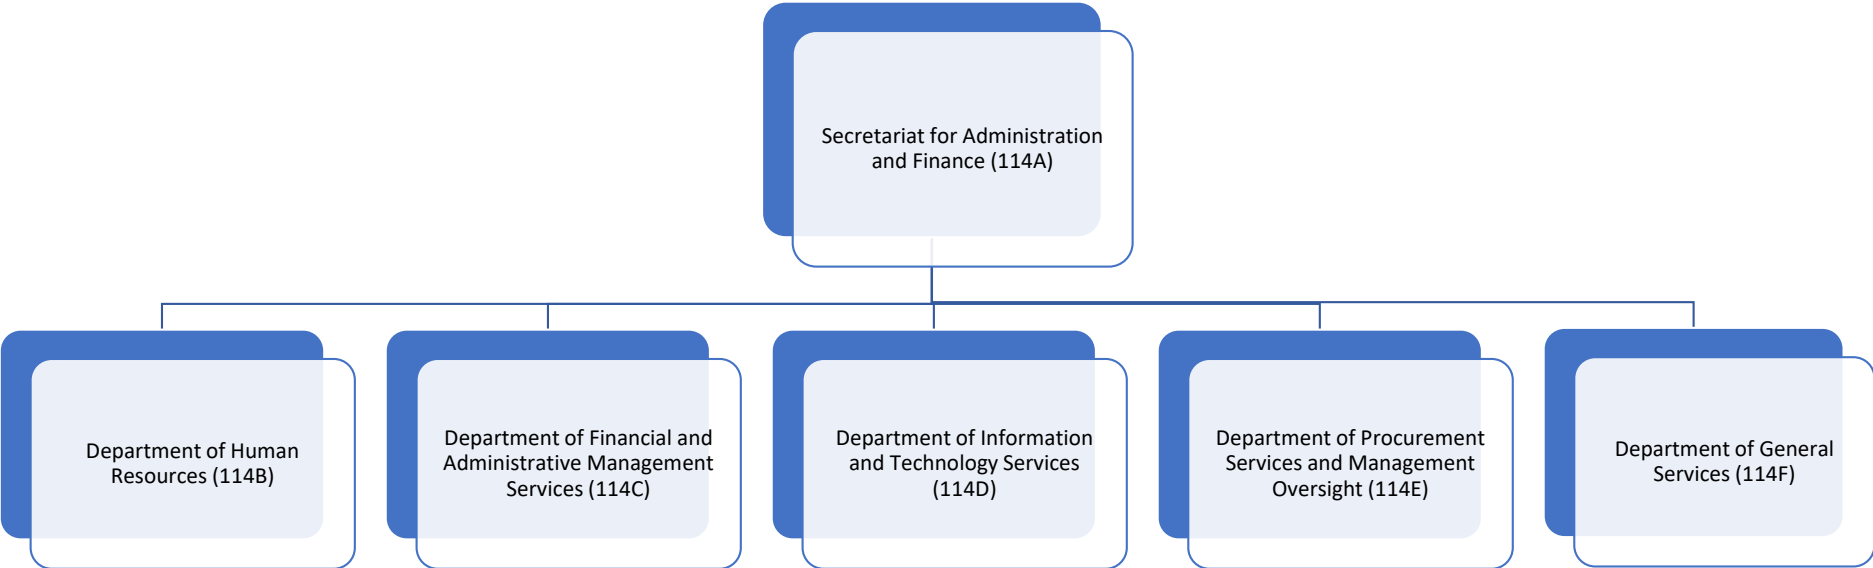 Secretariat for Administration
and Finance (114A)
Department of Human
Resources (114B)
Department of Financial and
Administrative Management
Services (114C)
Department of Information
and Technology Services
(114D)
Department of Procurement
Services and Management
Oversight (114E)
Department of General
Services (114F)